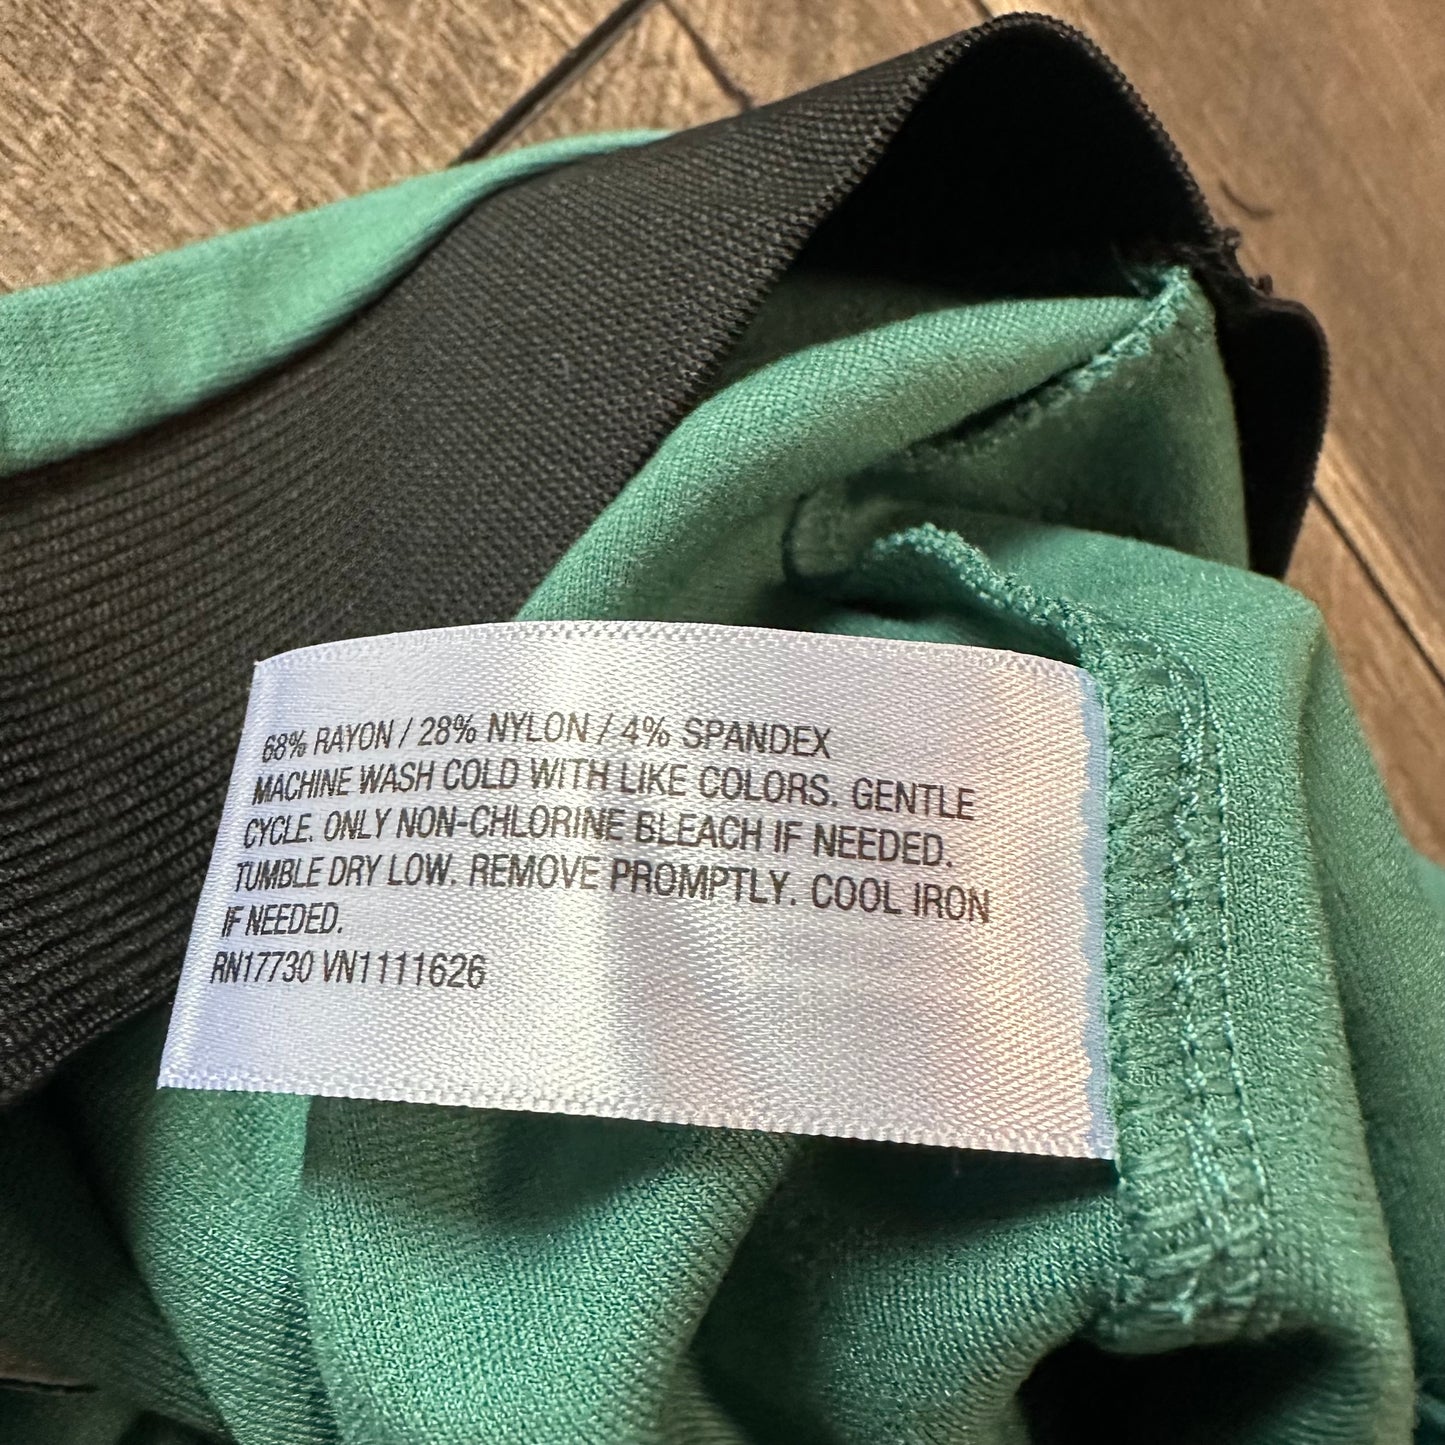 68% RAYON / 28% NYLON / 4% SPANDEX
MACHINE WASH COLD WITH LIKE COLORS. GENTLE
CYCLE. ONLY NON-CHLORINE BLEACH IF NEEDED.
TUMBLE DRY LOW. REMOVE PROMPTLY. COOL IRON
IF NEEDED.
RN17730 VN1111626